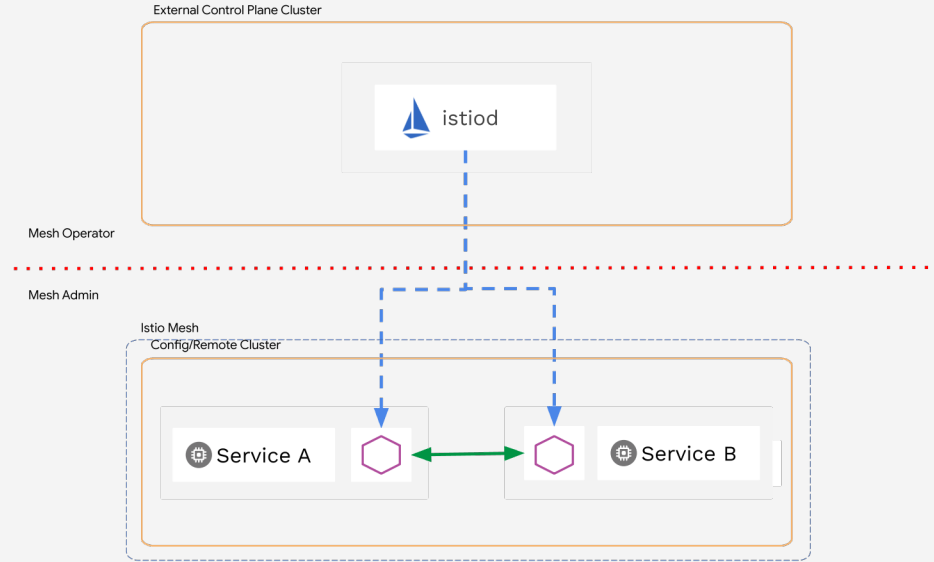 External Control Plane Cluster
istiod
Mesh Operator
Mesh Admin
Istio Mesh
Config/Remote Cluster
Service A
Service B